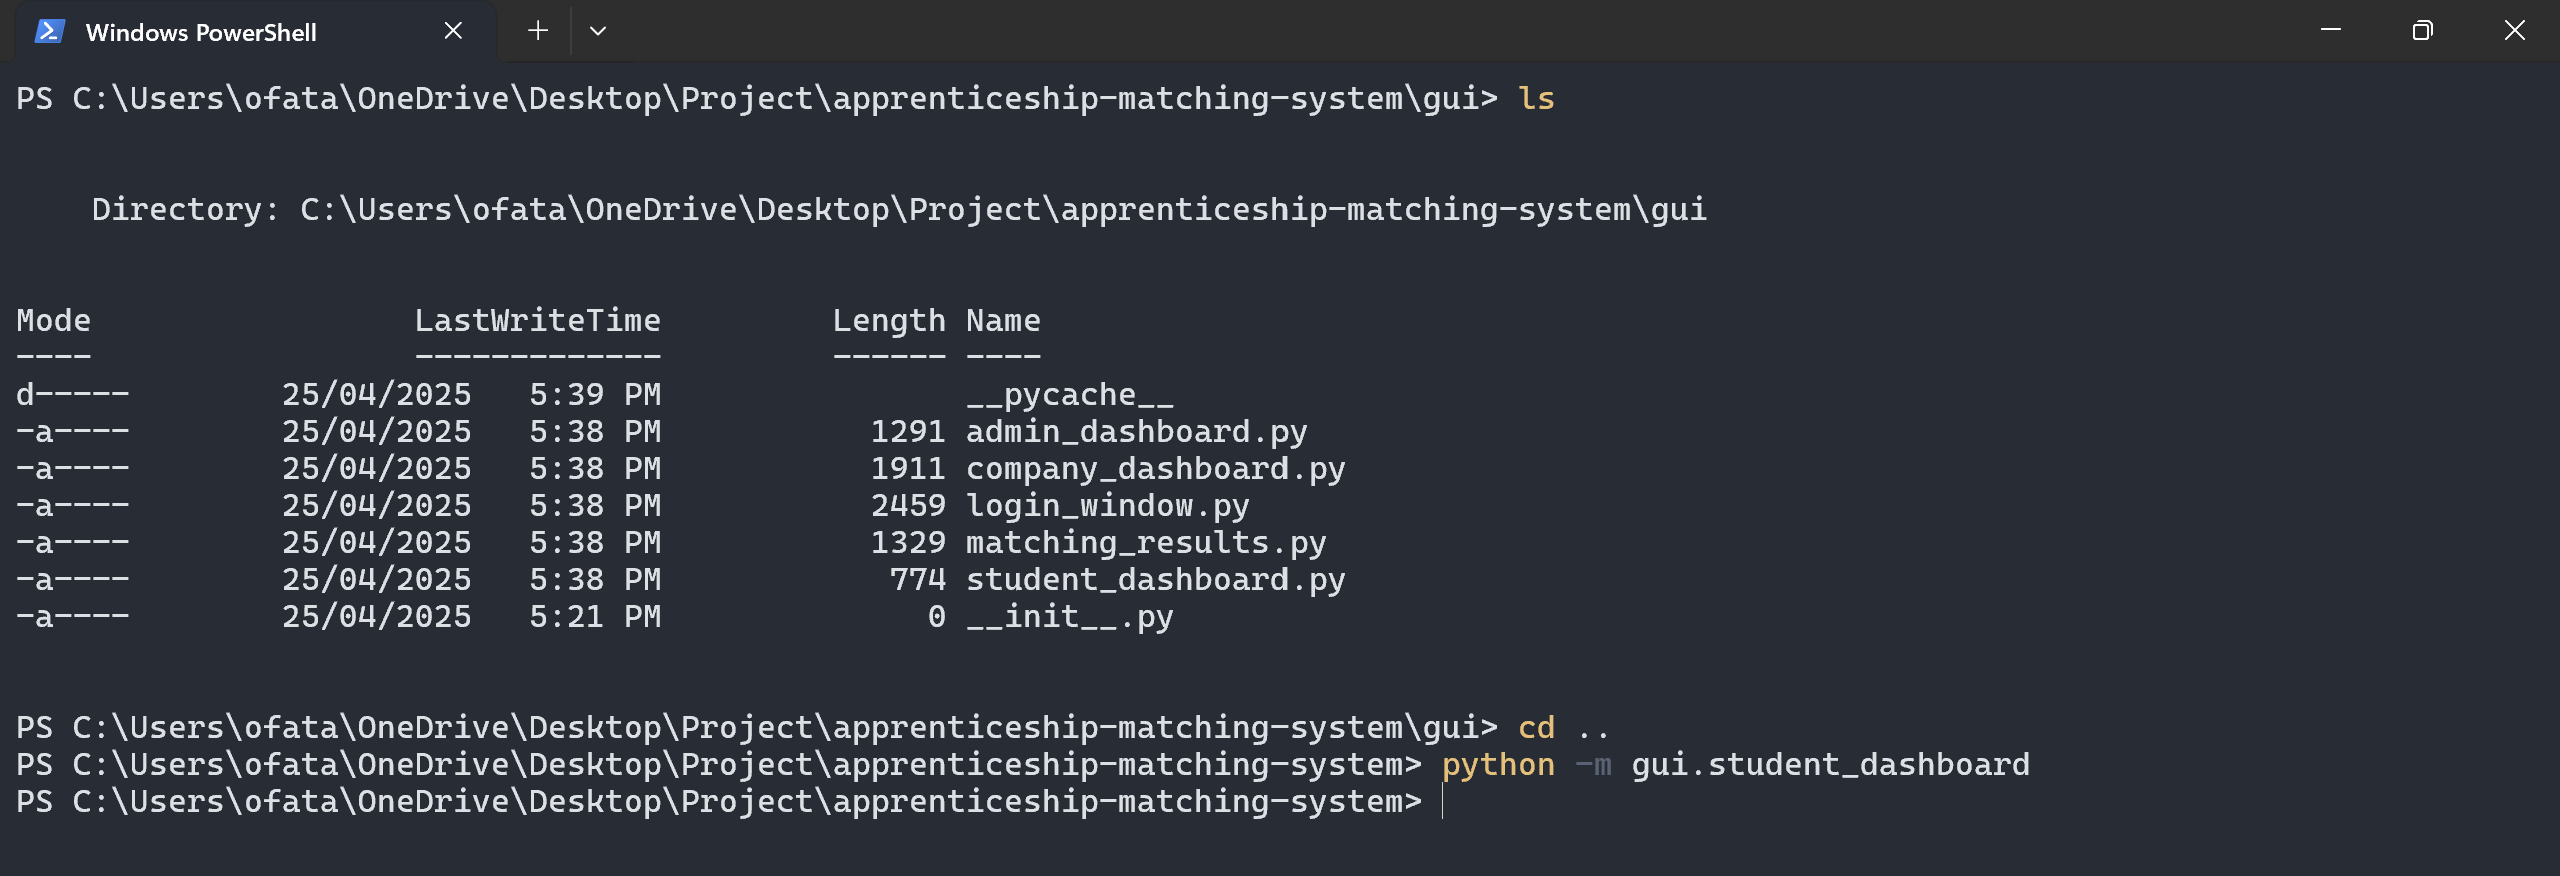 Windows PowerShell
PS C:\Users\ofata\OneDrive\Desktop\Project\apprenticeship-matching-system\gui> ls
Directory: C:\Users\ofata\OneDrive\Desktop\Project\apprenticeship-matching-system\gui
Mode                 LastWriteTime         Length Name
----                 -------------         ------ ----
d-----        25/04/2025   5:39 PM                __pycache__
-a----        25/04/2025   5:38 PM           1291 admin_dashboard.py
-a----        25/04/2025   5:38 PM           1911 company_dashboard.py
-a----        25/04/2025   5:38 PM           2459 login_window.py
-a----        25/04/2025   5:38 PM           1329 matching_results.py
-a----        25/04/2025   5:38 PM            774 student_dashboard.py
-a----        25/04/2025   5:21 PM              0 __init__.py
PS C:\Users\ofata\OneDrive\Desktop\Project\apprenticeship-matching-system\gui> cd ..
PS C:\Users\ofata\OneDrive\Desktop\Project\apprenticeship-matching-system> python -m gui.student_dashboard
PS C:\Users\ofata\OneDrive\Desktop\Project\apprenticeship-matching-system>